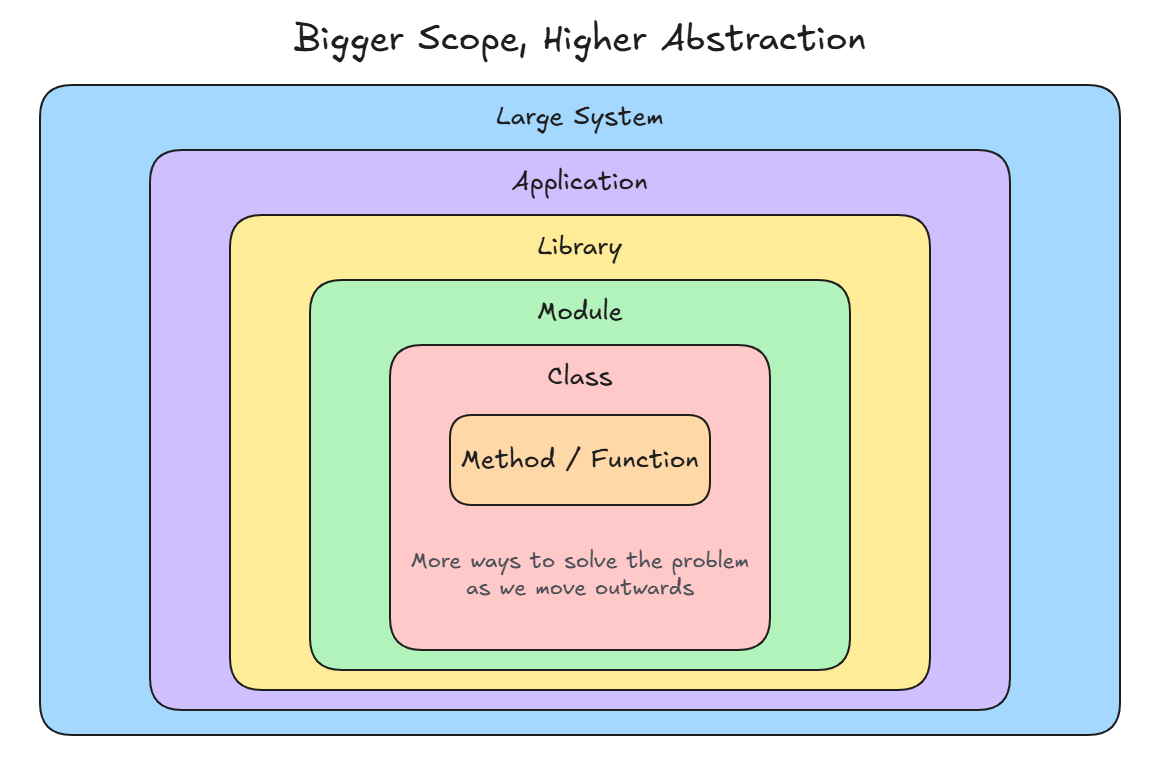 Bigger Scope, Higher Abstraction
Large System
Application
Library
Module
Class
Method / Function
More ways to solve the problem
as we move outwards